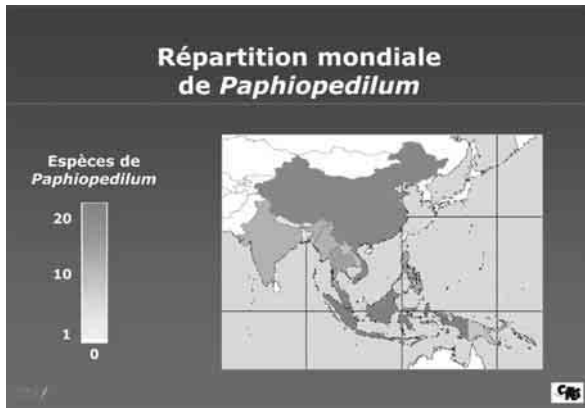 Répartition mondiale
de Paphiopedilum
Espèces de
Paphiopedilum
20
10
1
0